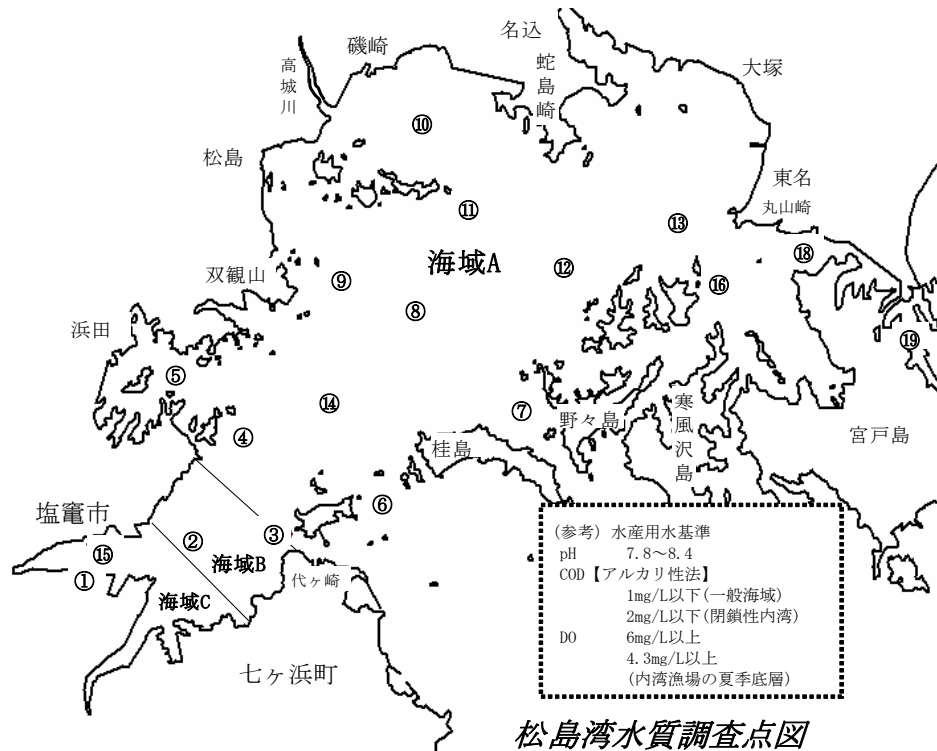 名込
磯崎
蛇島崎
大塚
高城川
⑩
松島
東名
丸山崎
⑪
⑬
⑱
海域A
⑫
双観山
⑨
⑯
⑧
浜田
⑲
⑤
⑭
⑦
野々島
寒風沢島
④
桂島
宮戸島
塩竈市
⑥
②
③
⑮
海域B
①
代ヶ崎
海域C
七ヶ浜町
(参考) 水産用水基準
pH 7.8～8.4
COD【アルカリ性法】
1mg/L以下(一般海域)
2mg/L以下(閉鎖性内湾)
DO 6mg/L以上
4.3mg/L以上
(内湾漁場の夏季底層)
松島湾水質調査点図